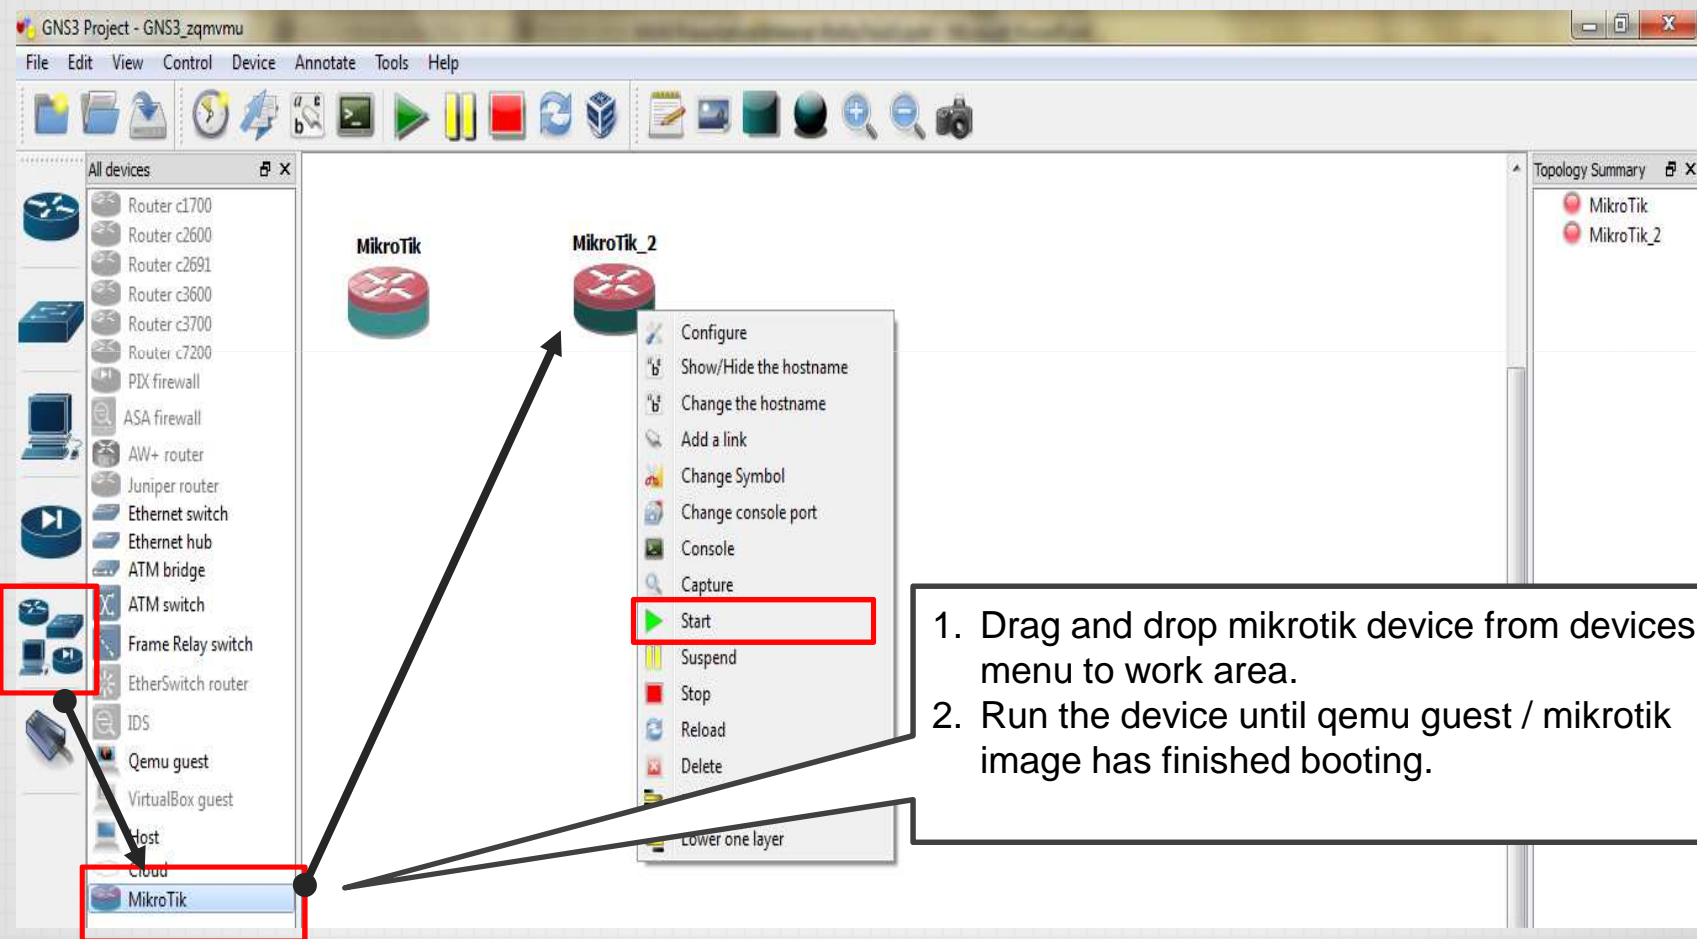 GNS3 Project - GNS3_zqmvmu
File Edit View Control Device Annotate Tools Help
All devices
Router c1700
Router c2600
Router c2691
Router c3600
Router c3700
Router c7200
PIX firewall
ASA firewall
AW+ router
Juniper router
Ethernet switch
Ethernet hub
ATM bridge
ATM switch
Frame Relay switch
EtherSwitch router
IDS
Qemu guest
VirtualBox guest
Host
Cloud
MikroTik
MikroTik
MikroTik_2
Configure
Show/Hide the hostname
Change the hostname
Add a link
Change Symbol
Change console port
Console
Capture
Start
Suspend
Stop
Reload
Delete
Lower one layer
1. Drag and drop mikrotik device from devices
menu to work area.
2. Run the device until qemu guest / mikrotik
image has finished booting.
Topology Summary
MikroTik
MikroTik_2